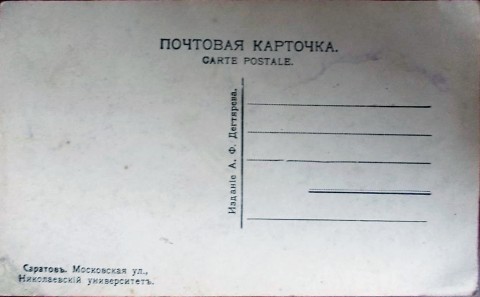 ПОЧТОВАЯ КАРТОЧКА.
CARTE POSTALE.
Изданіе А. Ф. Дегтярева.
Саратовъ. Московская ул.,
Николаевскій университетъ.